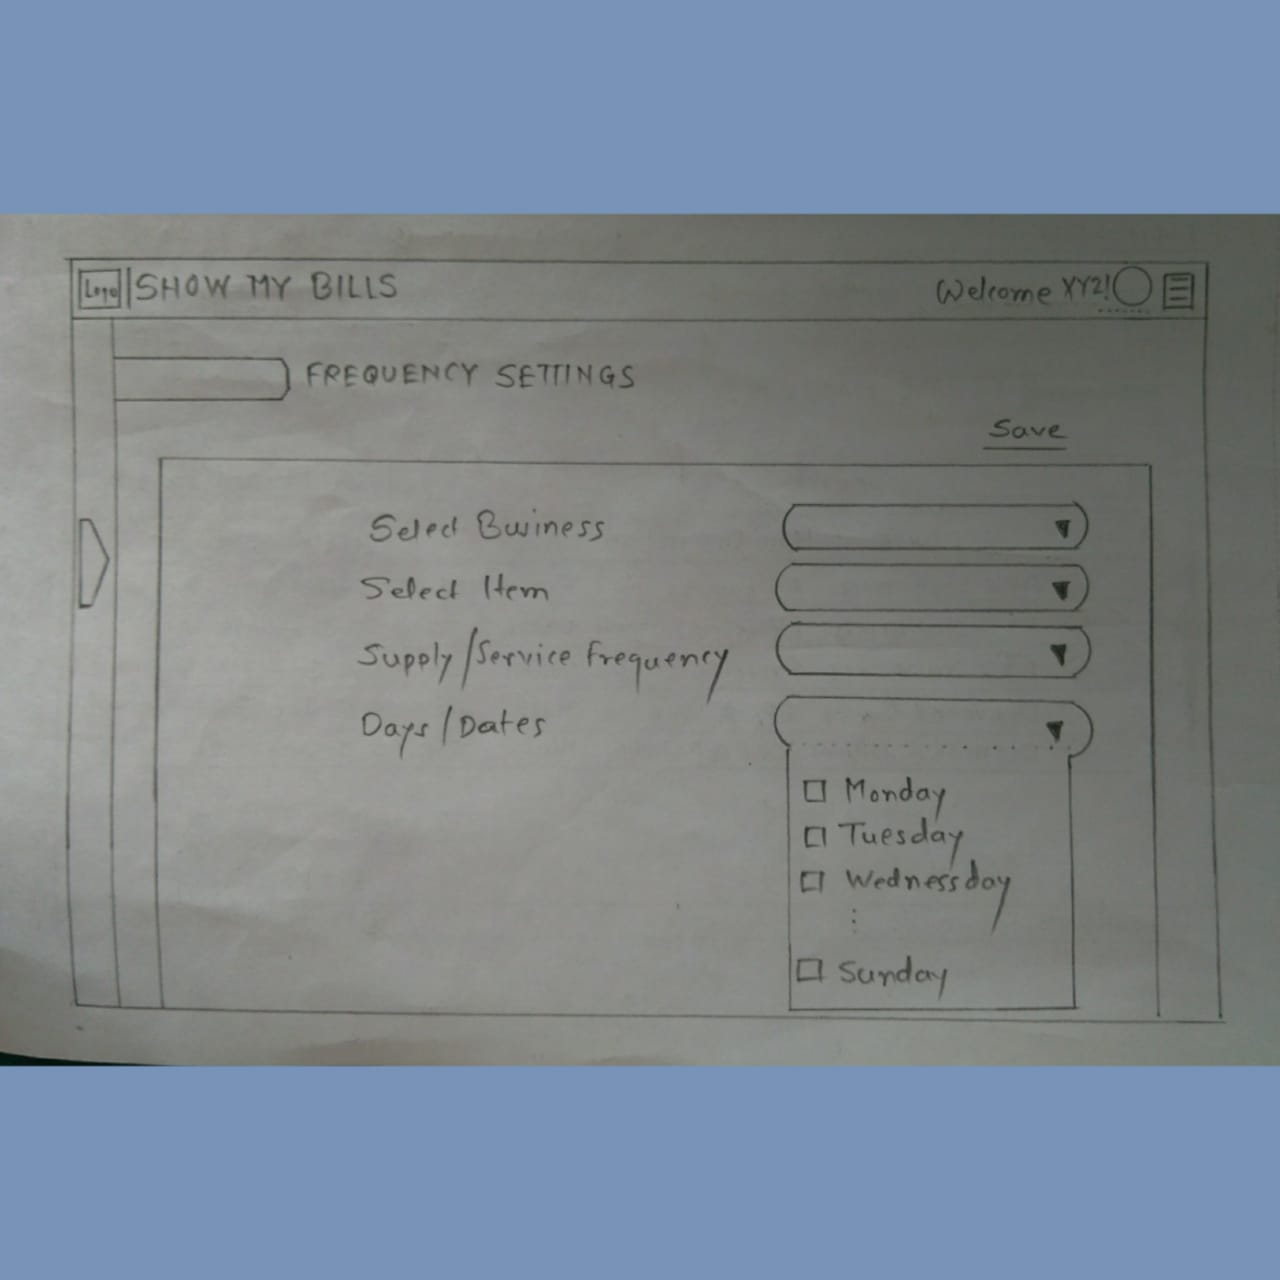 Logo SHOW MY BILLS Welcome XYZ!
FREQUENCY SETTINGS
Save
Select Business
Select Item
Supply/Service frequency
Days/Dates
Monday
Tuesday
Wednessday
⋮
Sunday